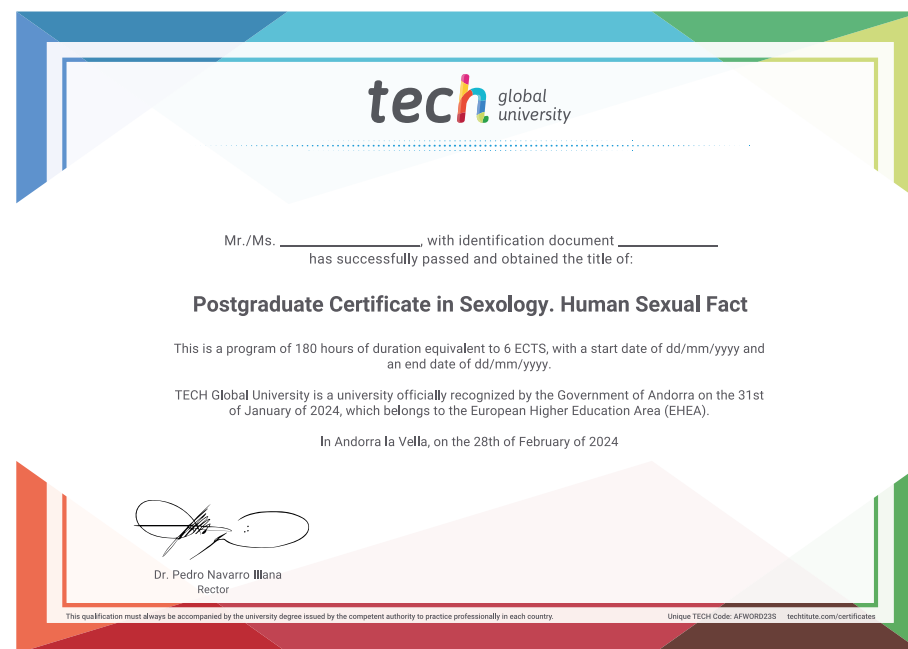 tech global
university
Mr./Ms. ____________________, with identification document ______________
has successfully passed and obtained the title of:
Postgraduate Certificate in Sexology. Human Sexual Fact
This is a program of 180 hours of duration equivalent to 6 ECTS, with a start date of dd/mm/yyyy and
an end date of dd/mm/yyyy.
TECH Global University is a university officially recognized by the Government of Andorra on the 31st
of January of 2024, which belongs to the European Higher Education Area (EHEA).
In Andorra la Vella, on the 28th of February of 2024
Dr. Pedro Navarro Illana
Rector
This qualification must always be accompanied by the university degree issued by the competent authority to practice professionally in each country. Unique TECH Code: AFWORD23S techtitute.com/certificates